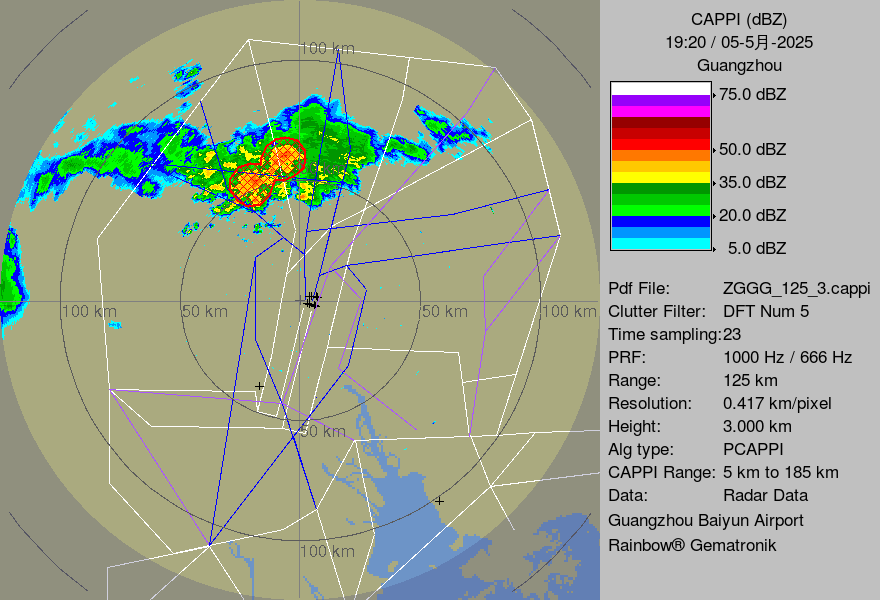 CAPPI (dBZ)
19:20 / 05-5月-2025
Guangzhou
75.0 dBZ
50.0 dBZ
35.0 dBZ
20.0 dBZ
5.0 dBZ
Pdf File: ZGGG_125_3.cappi
Clutter Filter: DFT Num 5
Time sampling:23
PRF: 1000 Hz / 666 Hz
Range: 125 km
Resolution: 0.417 km/pixel
Height: 3.000 km
Alg type: PCAPPI
CAPPI Range: 5 km to 185 km
Data: Radar Data
Guangzhou Baiyun Airport
Rainbow® Gematronik
100 km
100 km
50 km
50 km
100 km
50 km
100 km